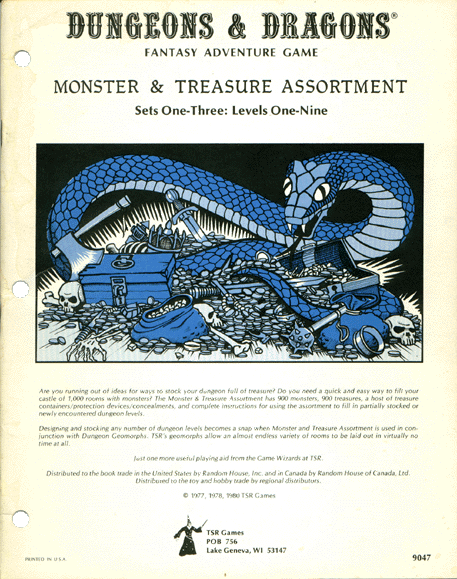 DUNGEONS & DRAGONS®
FANTASY ADVENTURE GAME
MONSTER & TREASURE ASSORTMENT
Sets One-Three: Levels One-Nine
Are you running out of ideas for ways to stock your dungeon full of treasure? Do you need a quick and easy way to fill your
castle of 1,000 rooms with monsters? The Monster & Treasure Assortment has 900 monsters, 900 treasures, a host of treasure
containers/protection devices/concealments, and complete instructions for using the assortment to fill in partially stocked or
newly encountered dungeon levels.
Designing and stocking any number of dungeon levels becomes a snap when Monster and Treasure Assortment is used in con-
junction with Dungeon Geomorphs. TSR's geomorphs allow an almost endless variety of rooms to be laid out in virtually no
time at all.
Just one more useful playing aid from the Game Wizards at TSR.
Distributed to the book trade in the United States by Random House, Inc. and in Canada by Random House of Canada, Ltd.
Distributed to the toy and hobby trade by regional distributors.
© 1977, 1978, 1980 TSR Games
TSR Games
POB 756
Lake Geneva, WI 53147
PRINTED IN U.S.A.
9047